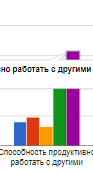 но работать с другими
Способность продуктивно
работать с другими